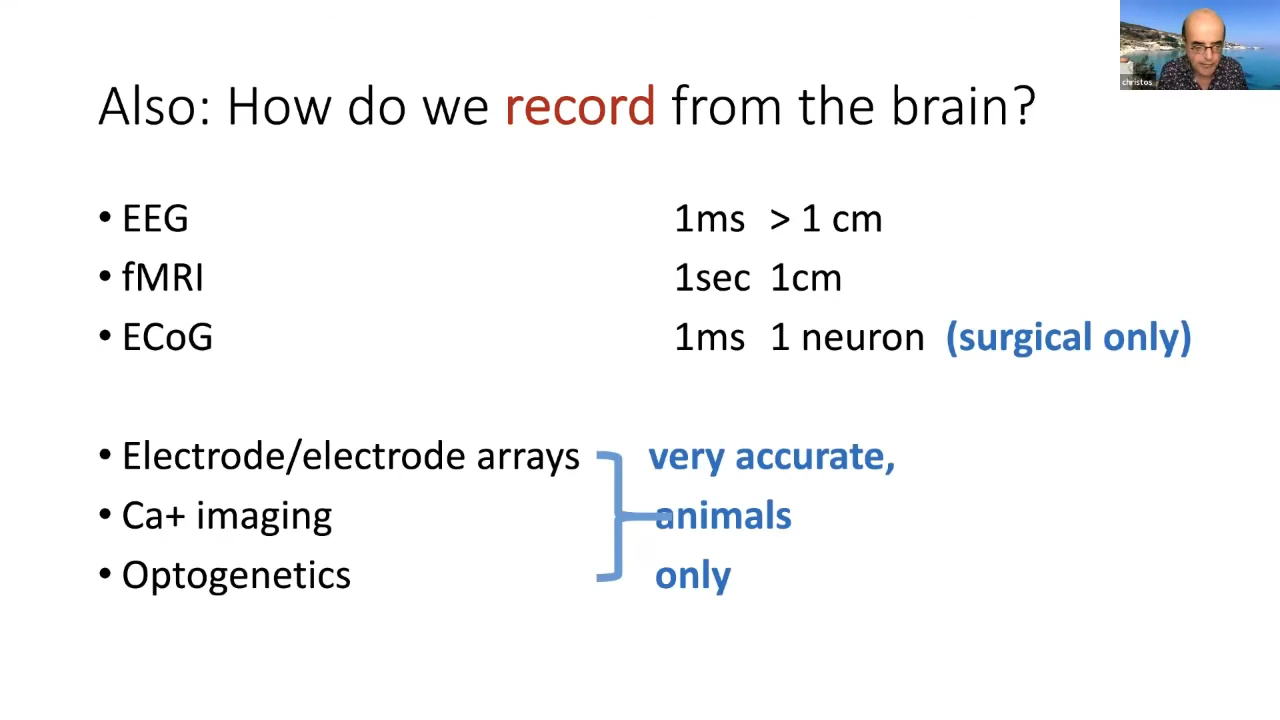 christos
Also: How do we record from the brain?
• EEG 1ms > 1 cm
• fMRI 1sec 1cm
• ECoG 1ms 1 neuron (surgical only)
• Electrode/electrode arrays very accurate,
• Ca+ imaging animals
• Optogenetics only